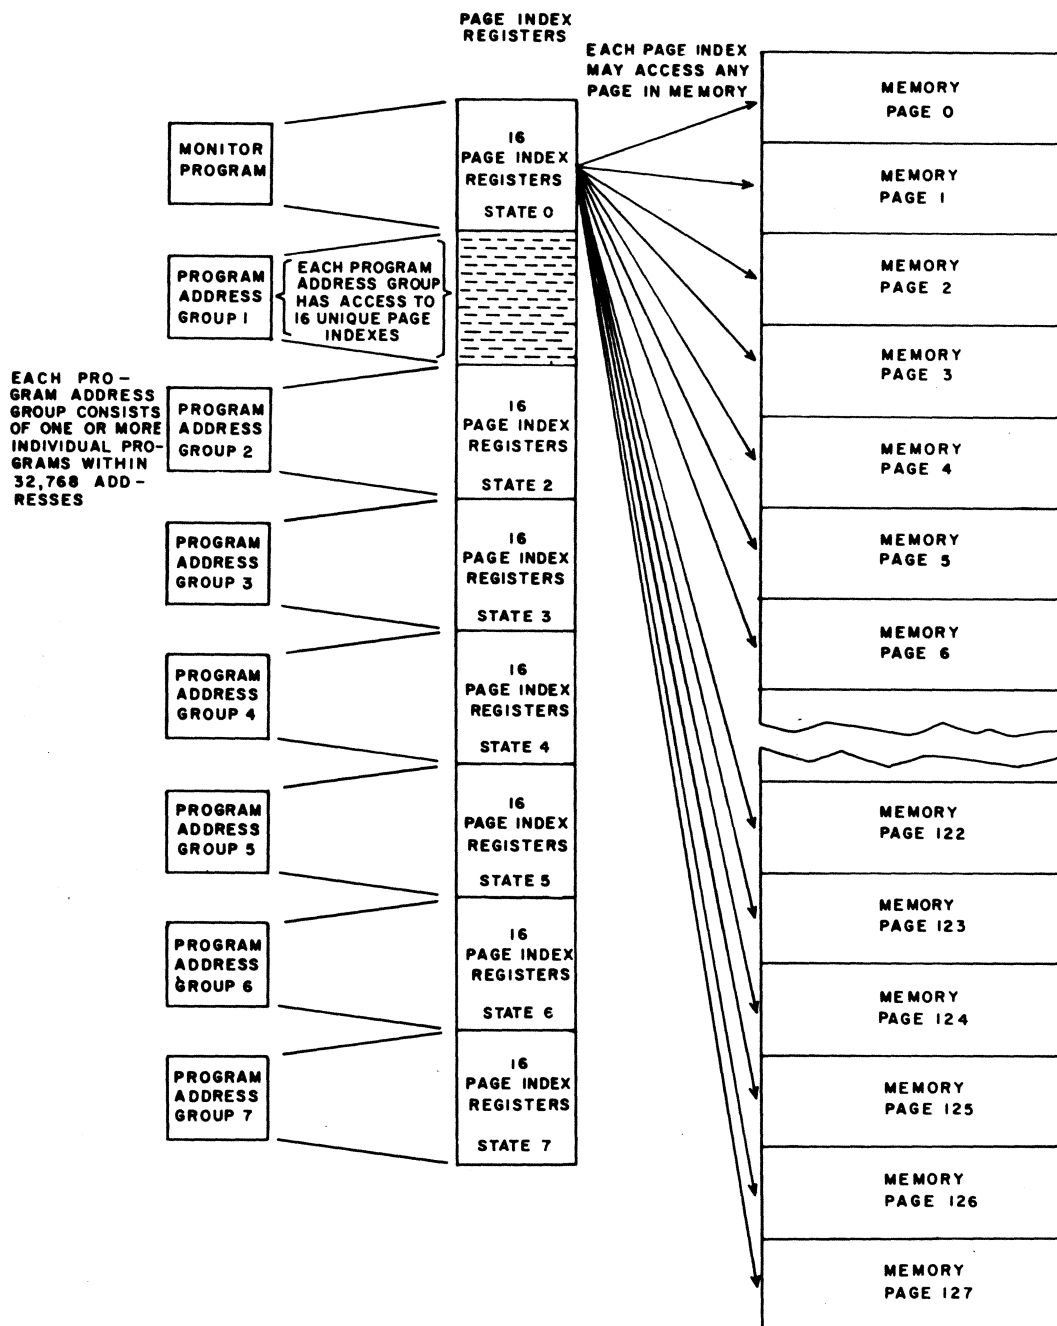 PAGE INDEX
REGISTERS
EACH PAGE INDEX
MAY ACCESS ANY
PAGE IN MEMORY
MONITOR
PROGRAM
PROGRAM
ADDRESS
GROUP 1
EACH PROGRAM
ADDRESS GROUP
HAS ACCESS TO
16 UNIQUE PAGE
INDEXES
EACH PRO-
GRAM ADDRESS
GROUP CONSISTS
OF ONE OR MORE
INDIVIDUAL PRO-
GRAMS WITHIN
32,768 ADD-
RESSES
PROGRAM
ADDRESS
GROUP 2
PROGRAM
ADDRESS
GROUP 3
PROGRAM
ADDRESS
GROUP 4
PROGRAM
ADDRESS
GROUP 5
PROGRAM
ADDRESS
GROUP 6
PROGRAM
ADDRESS
GROUP 7
16
PAGE INDEX
REGISTERS
STATE 0
16
PAGE INDEX
REGISTERS
STATE 2
16
PAGE INDEX
REGISTERS
STATE 3
16
PAGE INDEX
REGISTERS
STATE 4
16
PAGE INDEX
REGISTERS
STATE 5
16
PAGE INDEX
REGISTERS
STATE 6
16
PAGE INDEX
REGISTERS
STATE 7
MEMORY
PAGE 0
MEMORY
PAGE 1
MEMORY
PAGE 2
MEMORY
PAGE 3
MEMORY
PAGE 4
MEMORY
PAGE 5
MEMORY
PAGE 6
MEMORY
PAGE 122
MEMORY
PAGE 123
MEMORY
PAGE 124
MEMORY
PAGE 125
MEMORY
PAGE 126
MEMORY
PAGE 127